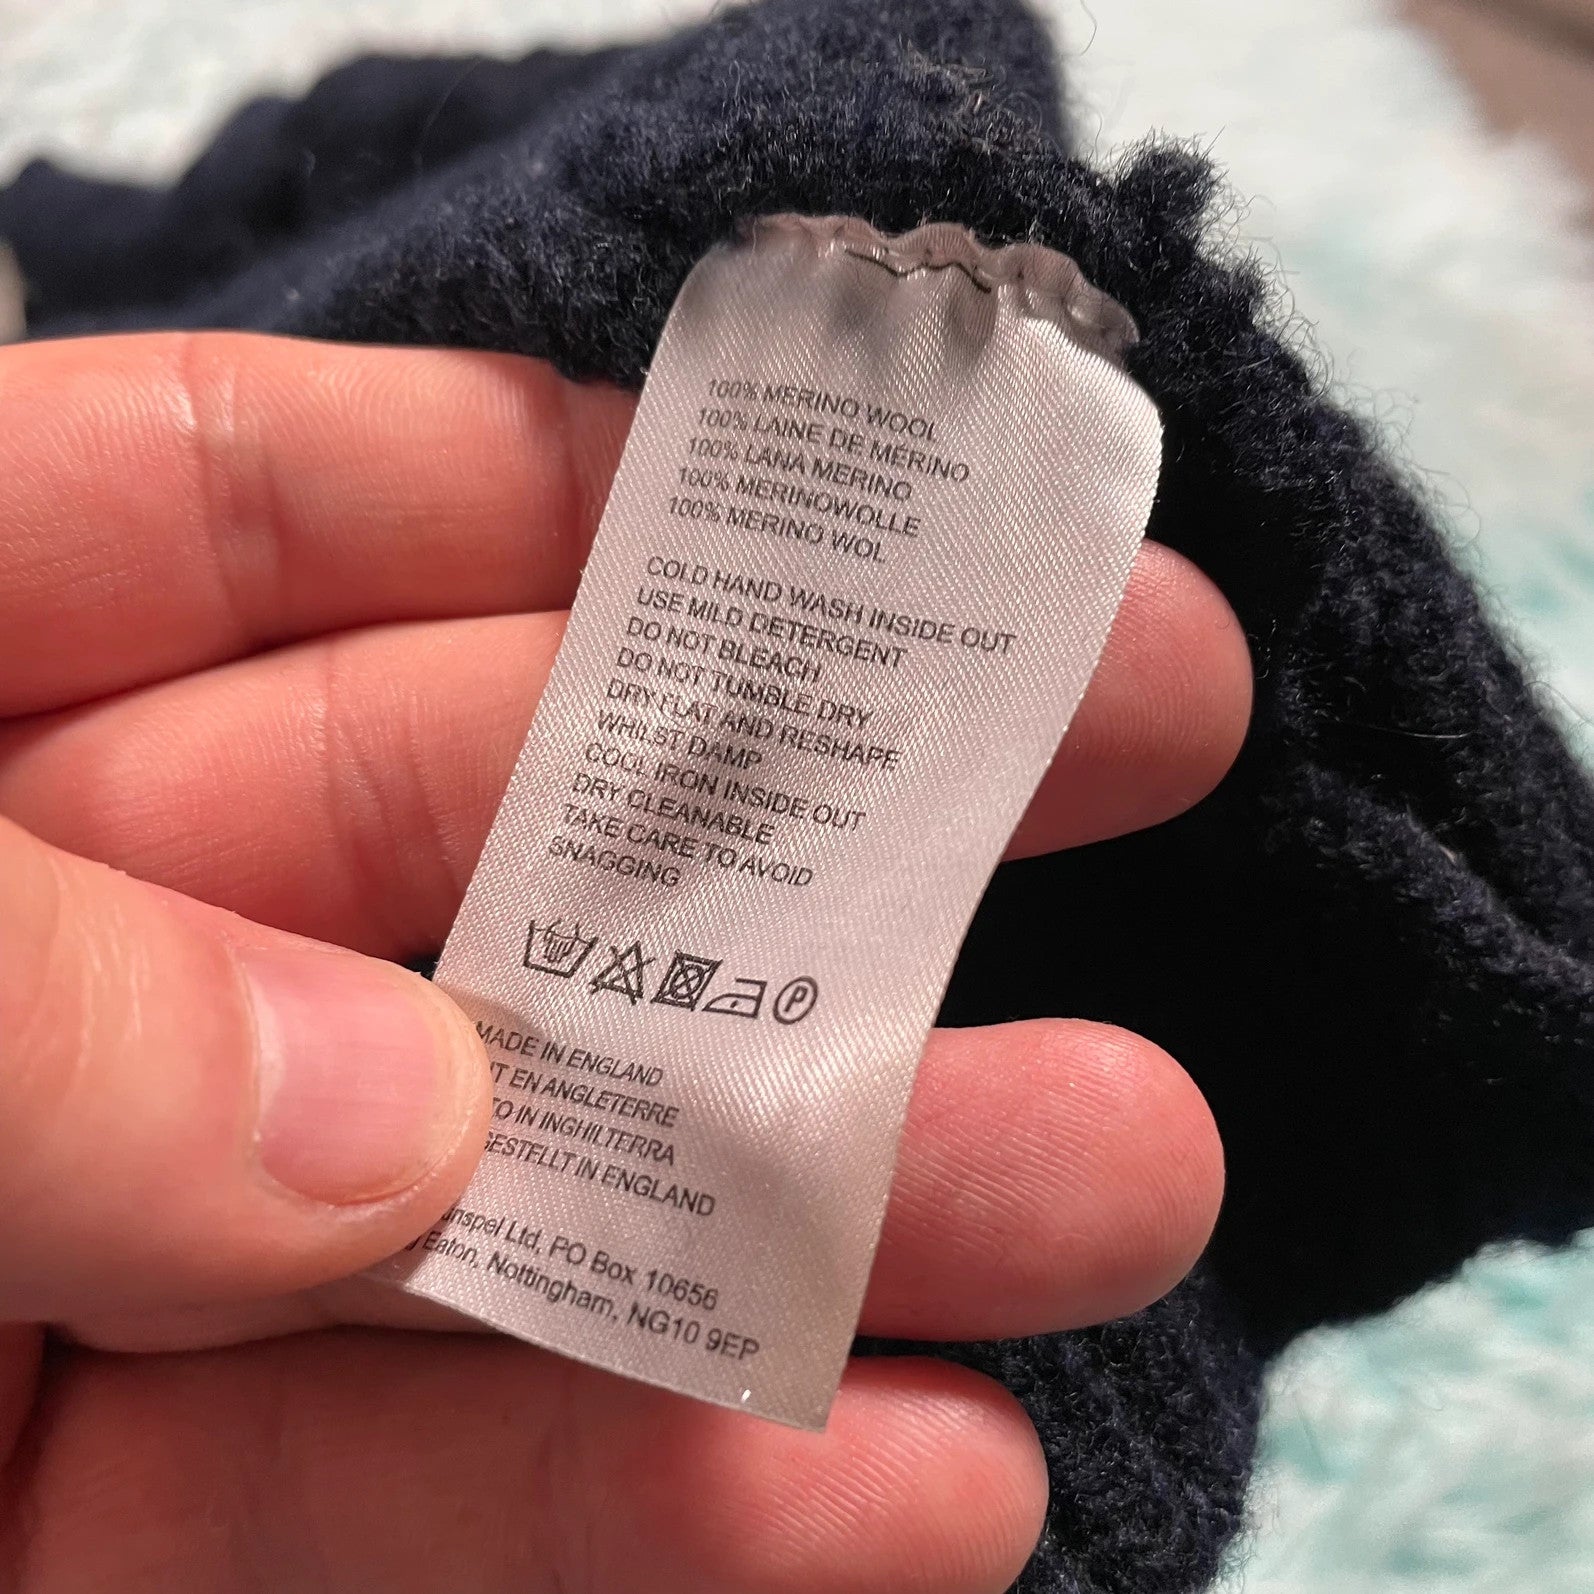 100% MERINO WOOL
100% LAINE DE MERINO
100% LANA MERINO
100% MERINOWOLLE
100% MERINO WOL
COLD HAND WASH INSIDE OUT
USE MILD DETERGENT
DO NOT BLEACH
DO NOT TUMBLE DRY
DRY FLAT AND RESHAPE
WHILST DAMP
COOL IRON INSIDE OUT
DRY CLEANABLE
TAKE CARE TO AVOID
SNAGGING
P
MADE IN ENGLAND
EN ANGLETERRE
IN INGHILTERRA
IN ENGLAND
Ltd, PO Box 10656
Eaton, Nottingham, NG10 9EP